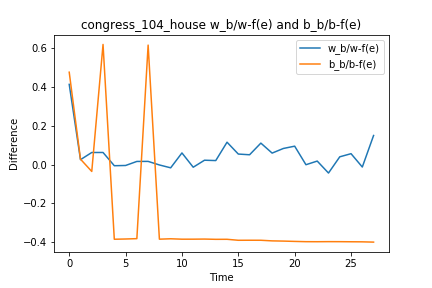 congress_104_house w_b/w-f(e) and b_b/b-f(e)
w_b/w-f(e)
b_b/b-f(e)
Difference
0.6
0.4
0.2
0.0
−0.2
−0.4
0
5
10
15
20
25
Time